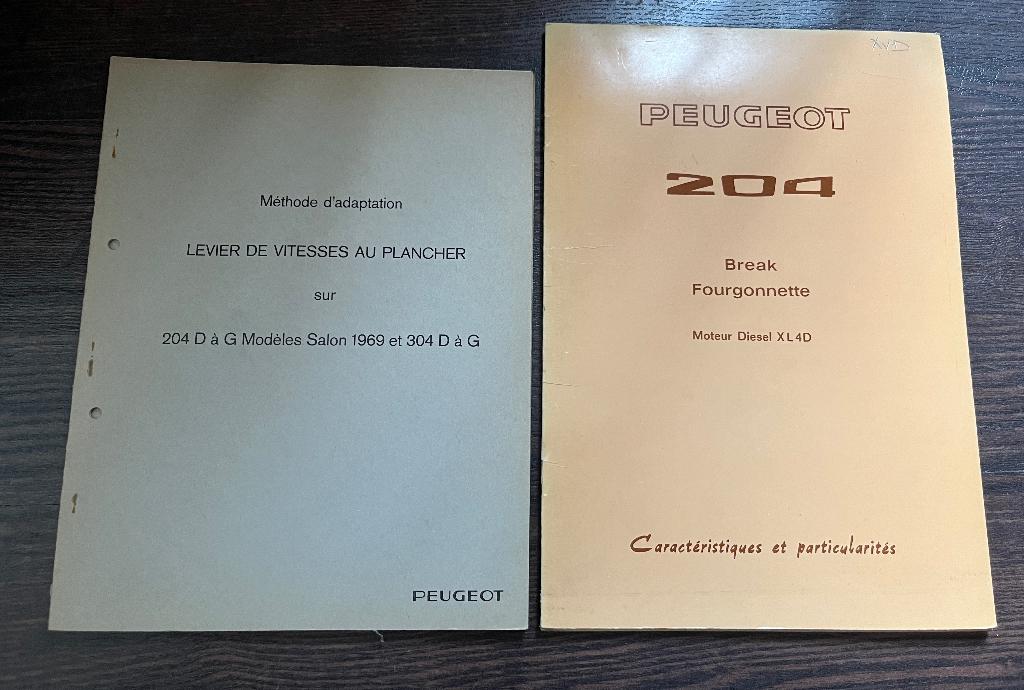 Méthode d'adaptation
LEVIER DE VITESSES AU PLANCHER
sur
204 D à G Modèles Salon 1969 et 304 D à G
PEUGEOT
XVD
PEUGEOT
204
Break
Fourgonnette
Moteur Diesel XL4D
Caractéristiques et particularités